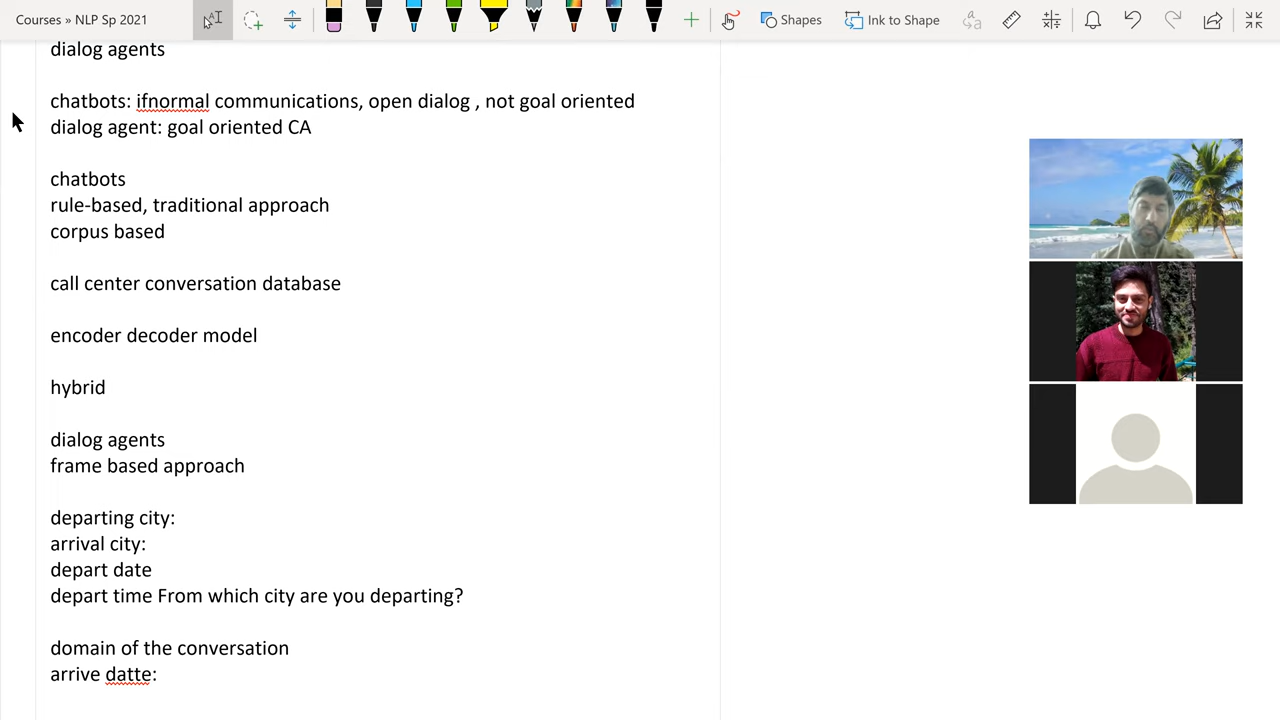 Courses » NLP Sp 2021
Shapes
Ink to Shape
dialog agents
chatbots: ifnormal communications, open dialog , not goal oriented
dialog agent: goal oriented CA
chatbots
rule-based, traditional approach
corpus based
call center conversation database
encoder decoder model
hybrid
dialog agents
frame based approach
departing city:
arrival city:
depart date
depart time From which city are you departing?
domain of the conversation
arrive datte: